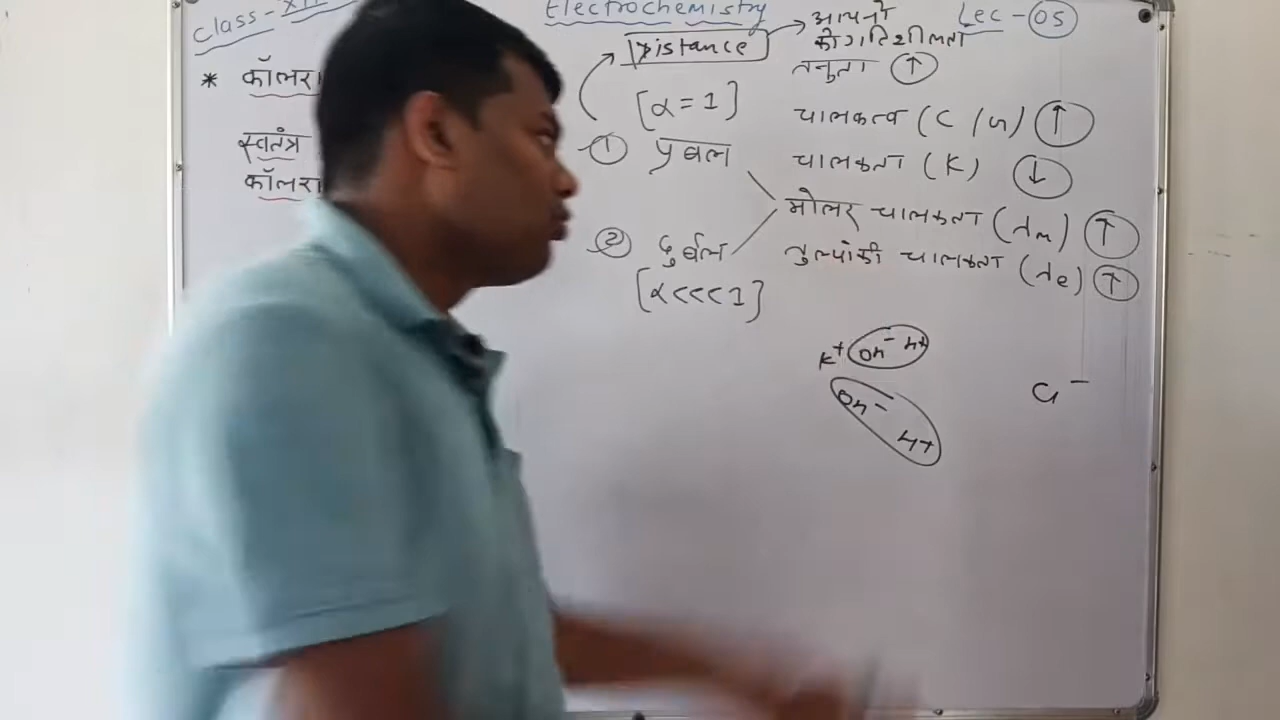 Class-XII
Electrochemistry
Lec-05
* कॉलरा
स्वतंत्र
कॉलरा
Distance
आयनो
को गतिशीलता
तनुता ↑
[α=1]
① प्रबल
② दुर्बल
[α<<<1]
चालकत्व (C/G) ↑
चालकता (K) ↓
मोलर चालकता (λm) ↑
तुल्यांकी चालकता (λe) ↑
K+ OH- H+
OH-
H+
Cl-